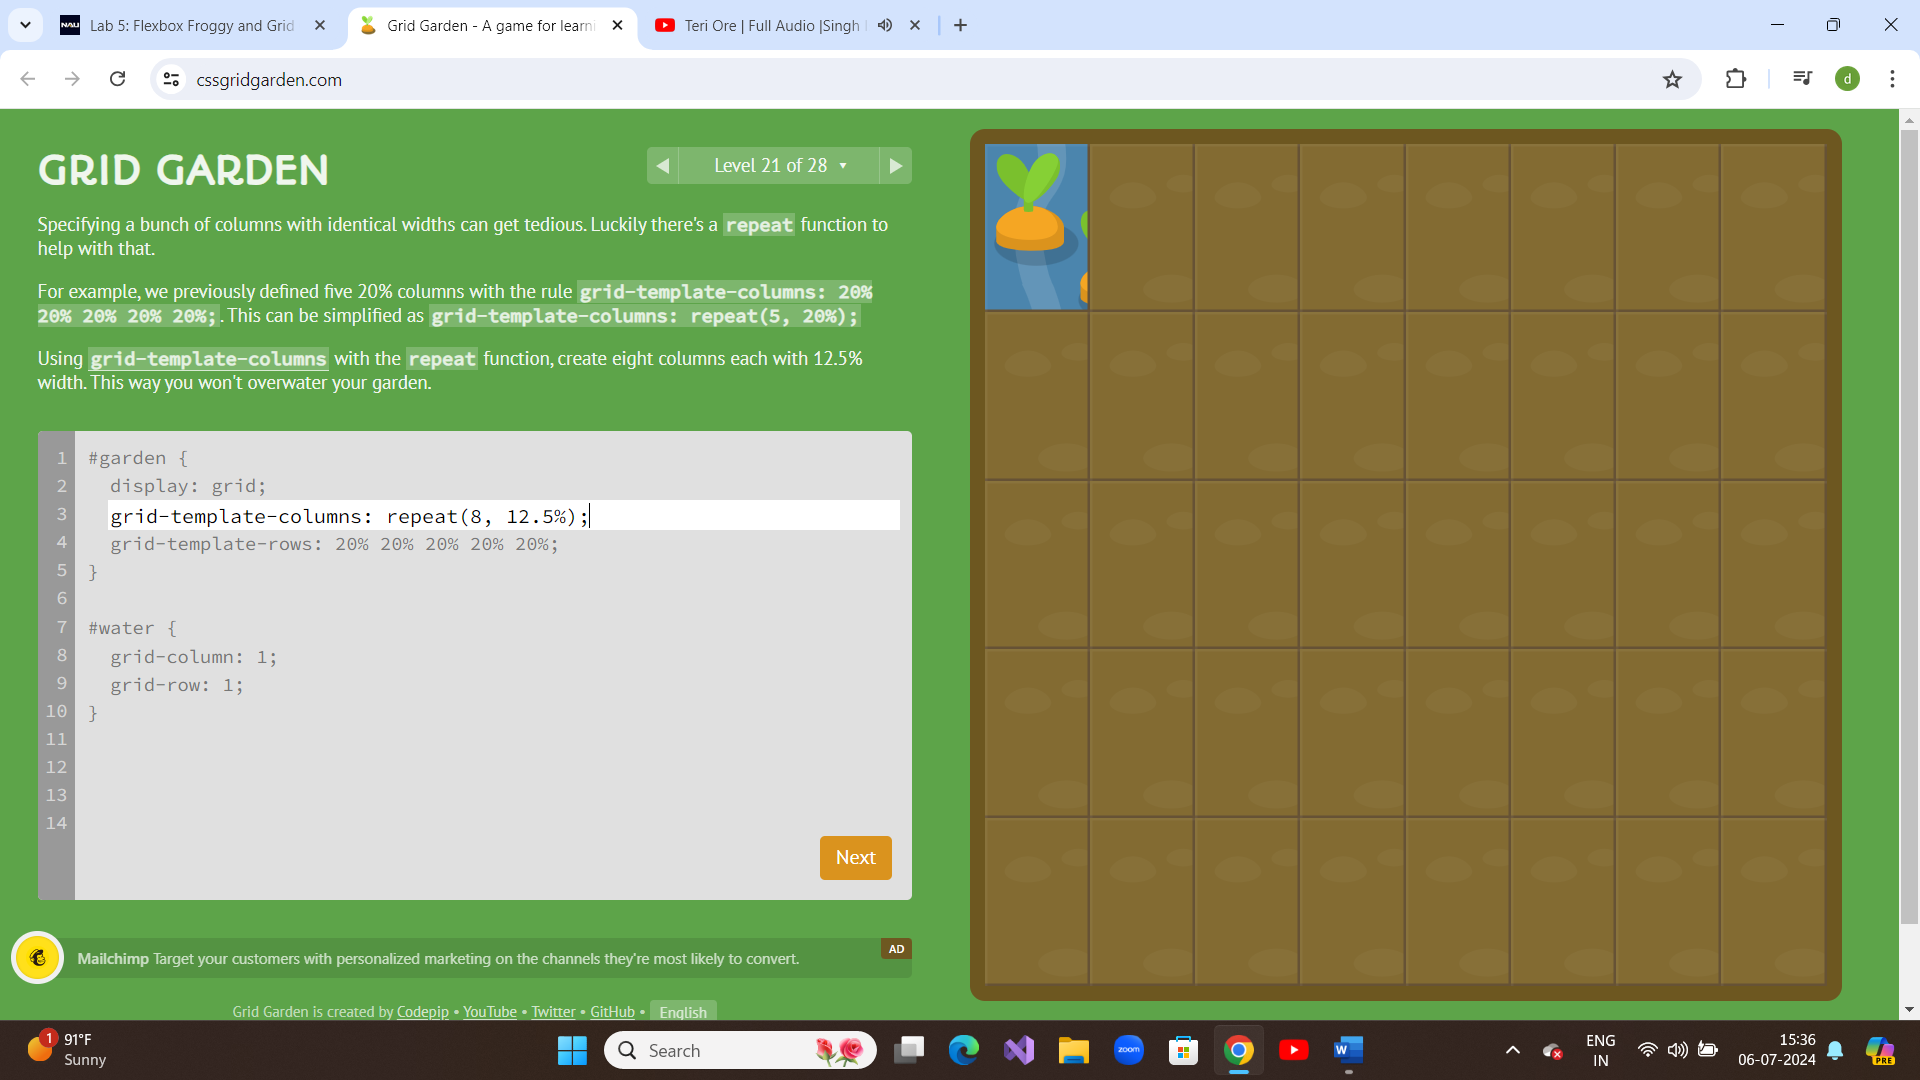 NAU Lab 5: Flexbox Froggy and Grid
Grid Garden - A game for learni
Teri Ore | Full Audio |Singh
cssgridgarden.com
d
GRID GARDEN
Level 21 of 28
Specifying a bunch of columns with identical widths can get tedious. Luckily there's a repeat function to
help with that.
For example, we previously defined five 20% columns with the rule grid-template-columns: 20%
20% 20% 20% 20%;. This can be simplified as grid-template-columns: repeat(5, 20%);
Using grid-template-columns with the repeat function, create eight columns each with 12.5%
width. This way you won't overwater your garden.
1 #garden {
2 display: grid;
3 grid-template-columns: repeat(8, 12.5%);
4 grid-template-rows: 20% 20% 20% 20% 20%;
5 }
6
7 #water {
8 grid-column: 1;
9 grid-row: 1;
10 }
11
12
13
14
Next
AD
Mailchimp Target your customers with personalized marketing on the channels they're most likely to convert.
Grid Garden is created by Codepip • YouTube • Twitter • GitHub • English
1
91°F
Sunny
Search
zoom
W
ENG
IN
15:36
06-07-2024
PRE